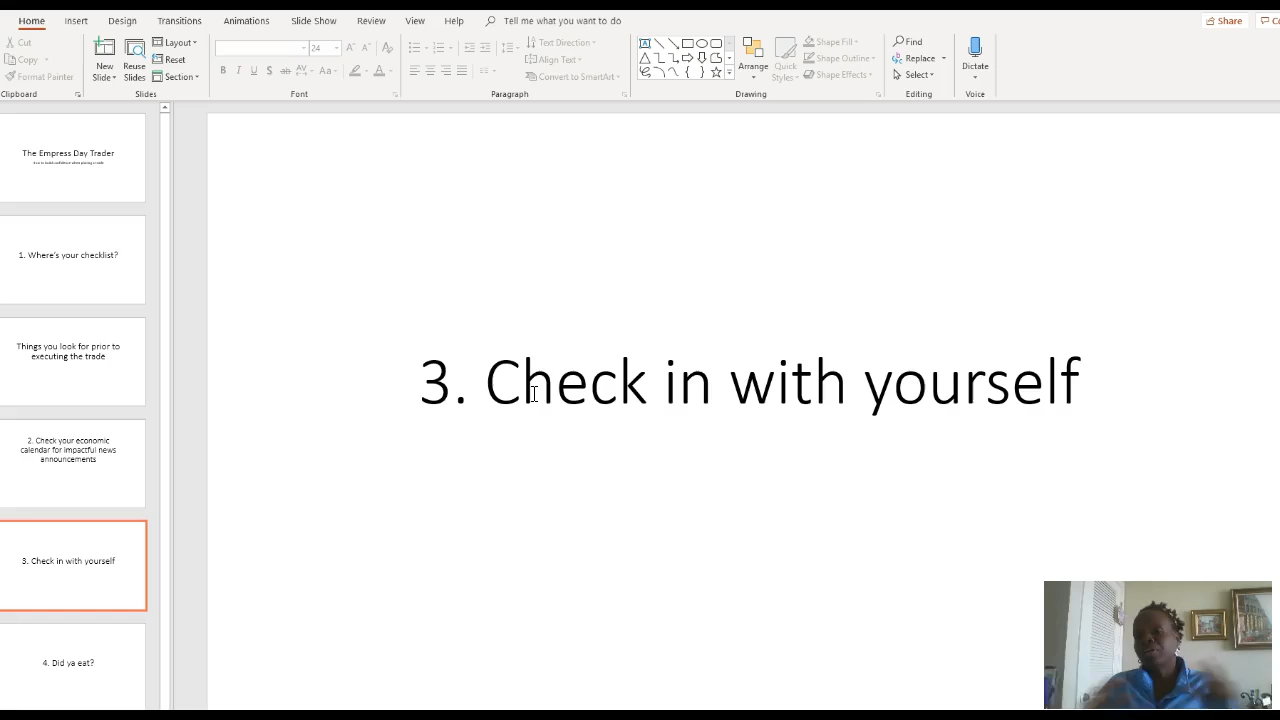 Home Insert Design Transitions Animations Slide Show Review View Help Tell me what you want to do Share
Cut
Copy
Format Painter
Clipboard
New
Slide
Reuse
Slides
Layout
Reset
Section
Slides
24
Font
Paragraph
Text Direction
Align Text
Convert to SmartArt
Arrange
Quick
Styles
Shape Fill
Shape Outline
Shape Effects
Drawing
Find
Replace
Select
Editing
Dictate
Voice
The Empress Day Trader
1. Where's your checklist?
Things you look for prior to
executing the trade
2. Check your economic
calendar for impactful news
announcements
3. Check in with yourself
4. Did ya eat?
3. Check in with yourself